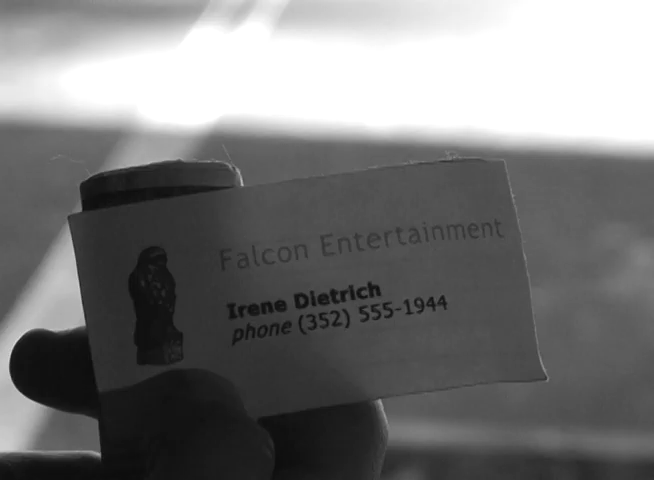 Falcon Entertainment
Irene Dietrich
phone (352) 555-1944